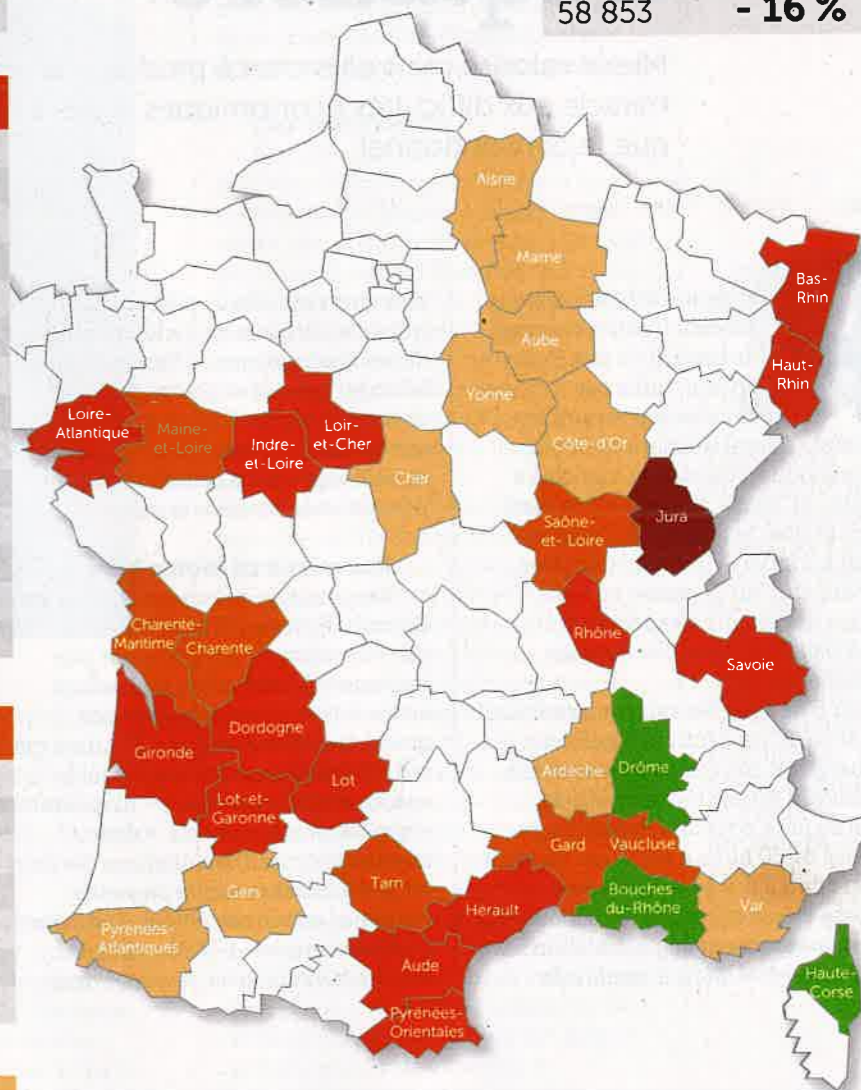 58 853
- 16 %
Aisne
Marne
Bas-
Rhin
Aube
Haut-
Rhin
Yonne
Loire-
Atlantique
Maine-
et-Loire
Indre-
et-Loire
Loir-
et-Cher
Côte-d'Or
Cher
Saône-
et- Loire
Jura
Charente-
Maritime
Charente
Rhône
Savoie
Dordogne
Gironde
Lot
Ardèche
Drôme
Lot-et-
Garonne
Gard
Vaucluse
Gers
Tarn
Hérault
Bouches
du-Rhône
Var
Pyrénées-
Atlantiques
Aude
Haute-
Corse
Pyrénées-
Orientales